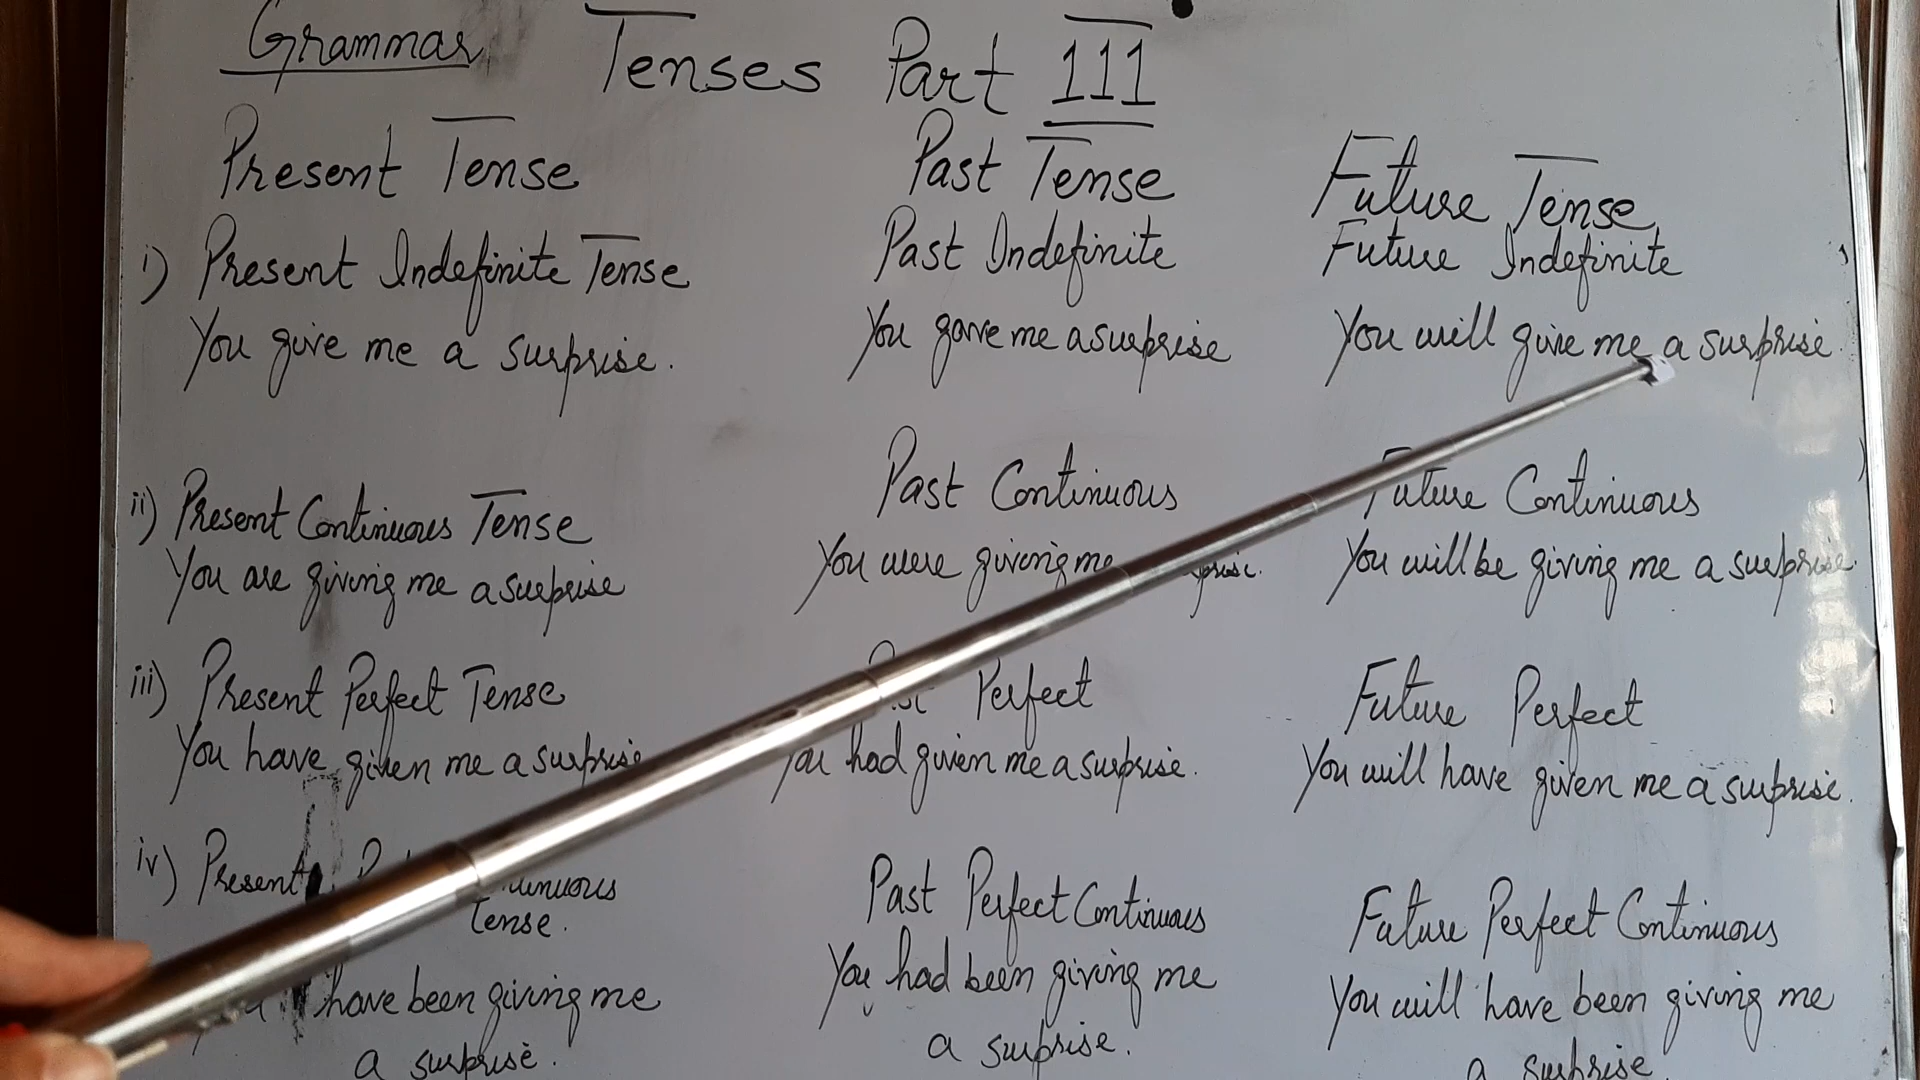 Grammar Tenses Part 111
Present Tense
i) Present Indefinite Tense
You give me a surprise.
ii) Present Continuous Tense
You are giving me a surprise
iii) Present Perfect Tense
You have given me a surprise
iv) Present
Tense.
have been giving me
a surprise.
Past Tense
Past Indefinite
You gave me a surprise
Past Continuous
You were giving me
Perfect
You had given me a surprise.
Past Perfect Continuous
You had been giving me
a surprise.
Future Tense
Future Indefinite
You will give me a surprise.
Future Continuous
You will be giving me a surprise.
Future Perfect
You will have given me a surprise.
Future Perfect Continuous
You will have been giving me
a surprise.